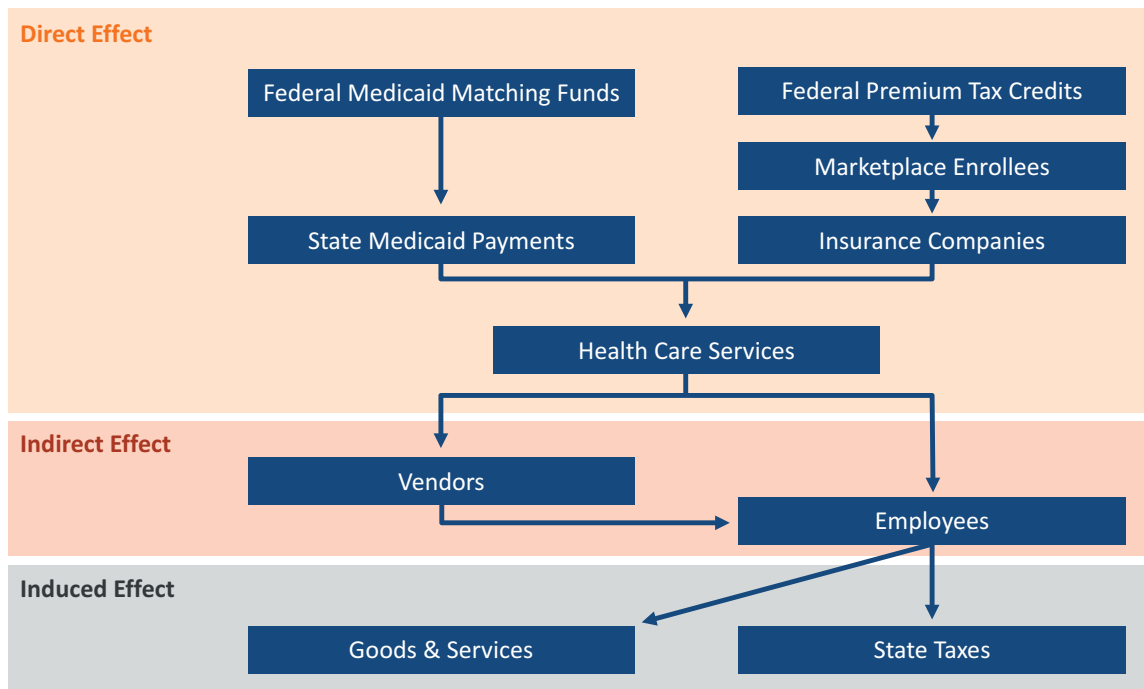 Direct Effect
Federal Medicaid Matching Funds
Federal Premium Tax Credits
Marketplace Enrollees
State Medicaid Payments
Insurance Companies
Health Care Services
Indirect Effect
Vendors
Employees
Induced Effect
Goods & Services
State Taxes